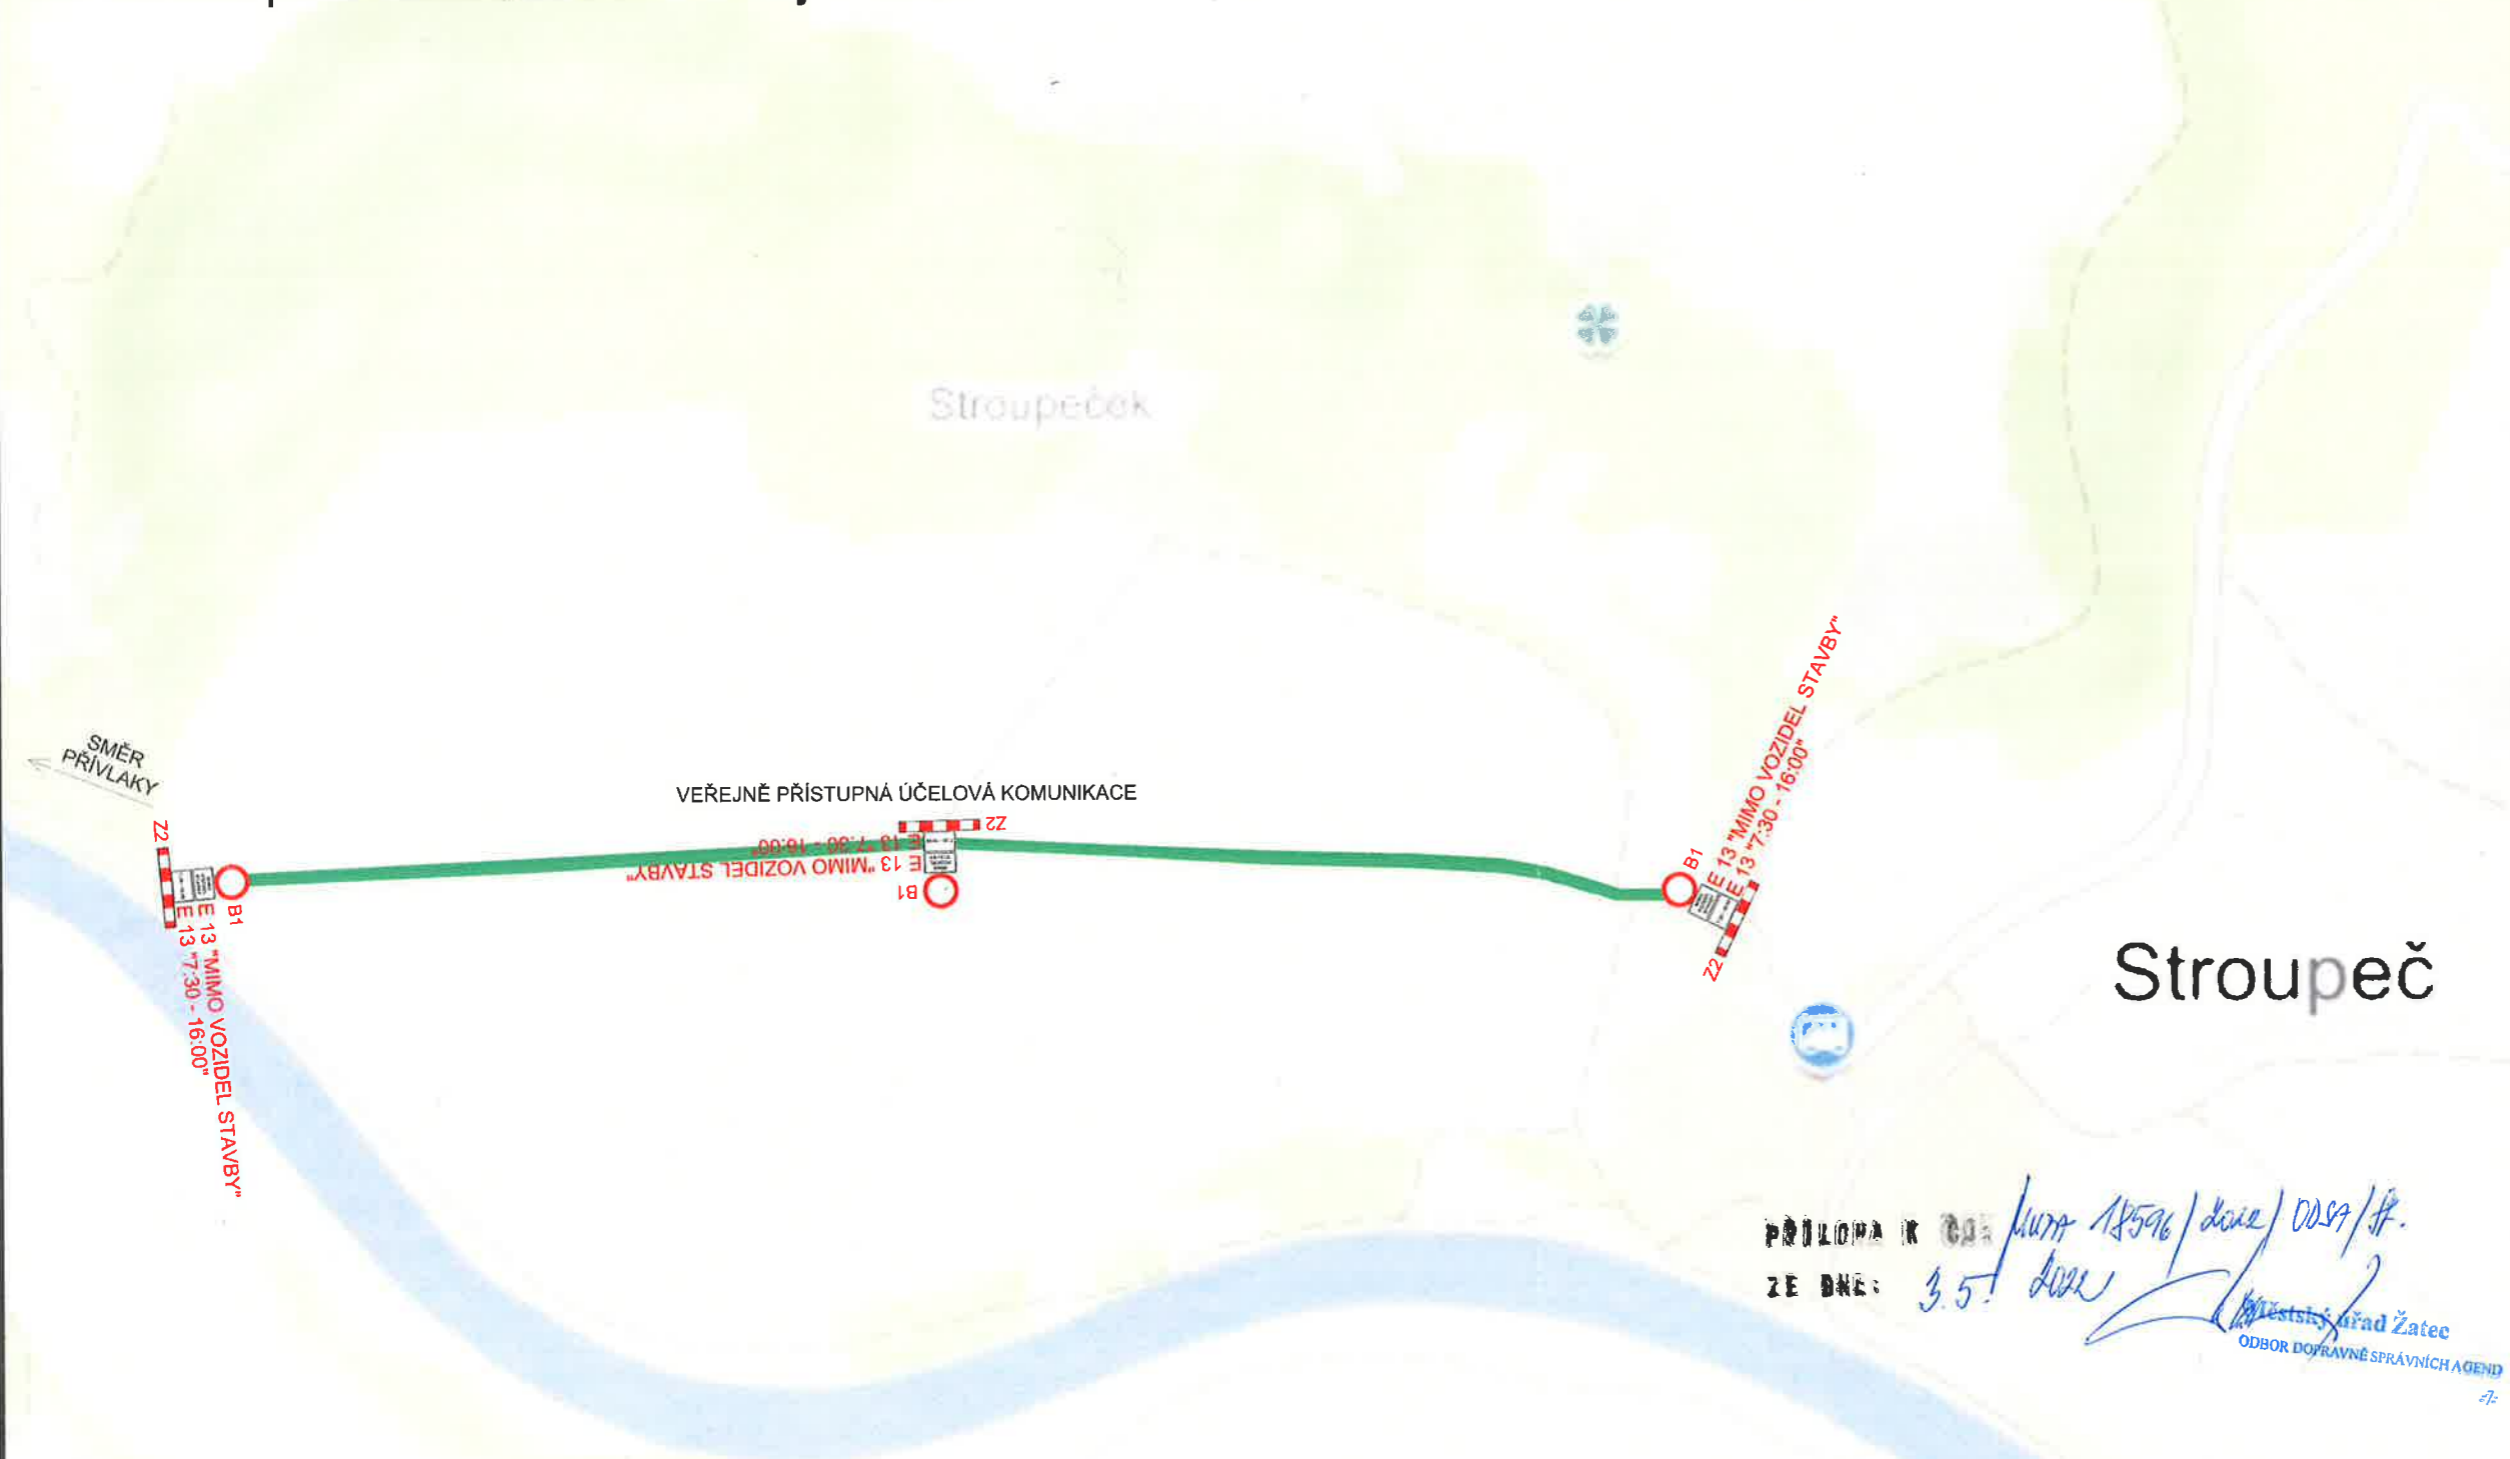 Stroupeček
SMĚR
PŘÍVLAKY
VEŘEJNĚ PŘÍSTUPNÁ ÚČELOVÁ KOMUNIKACE
Z2
B1
E 13 "MIMO VOZIDEL STAVBY"
E 13 "7:30 - 16:00"
Z2
E 13 "7:30 - 16:00"
E 13 "MIMO VOZIDEL STAVBY"
B1
B1
E 13 "MIMO VOZIDEL STAVBY"
E 13 "7:30 - 16:00"
Z2
Stroupeč
PŘÍLOHA K 18596/2022/ODSA/
ZE DNE: 3.5. 2022
Městský úřad Žatec
ODBOR DOPRAVNĚ SPRÁVNÍCH AGEND
-7-